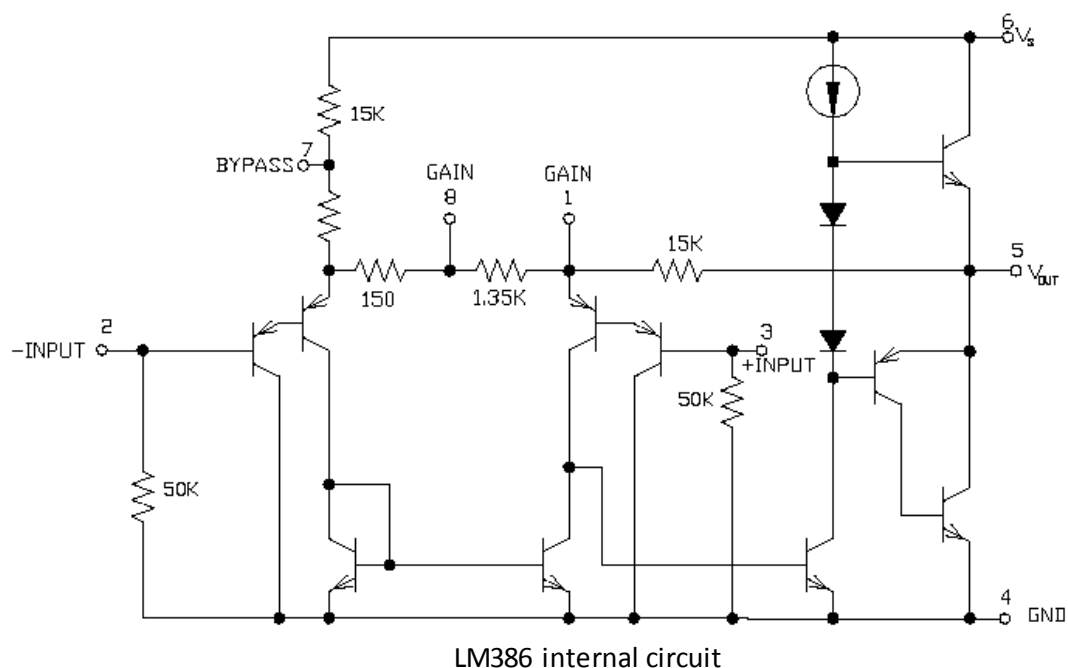 6
Vs
15K
7
BYPASS
GAIN
8
GAIN
1
15K
5
VOUT
150
1.35K
2
-INPUT
3
+INPUT
50K
50K
4
GND
LM386 internal circuit